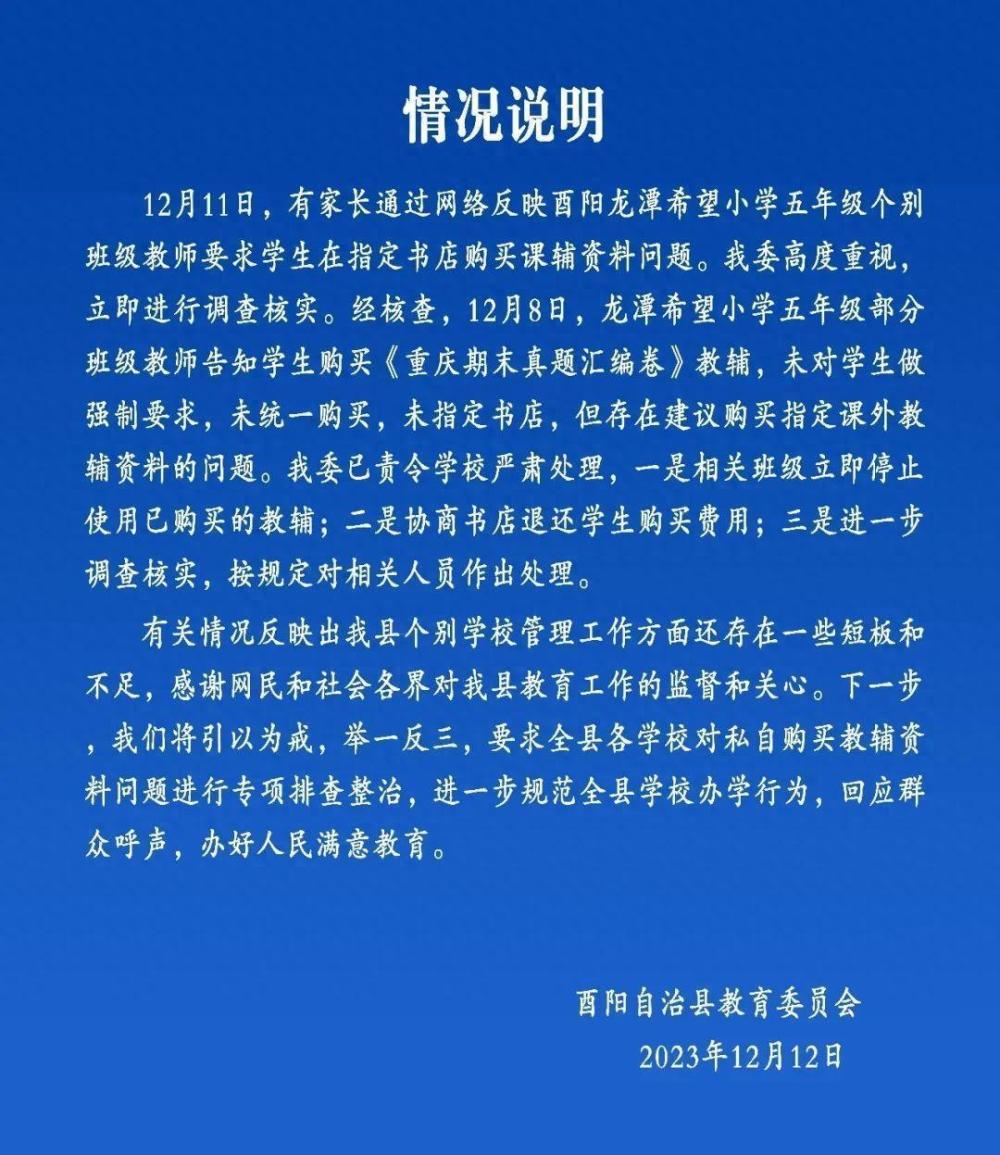 情况说明
12月11日，有家长通过网络反映酉阳龙潭希望小学五年级个别
班级教师要求学生在指定书店购买课辅资料问题。我委高度重视，
立即进行调查核实。经核查，12月8日，龙潭希望小学五年级部分
班级教师告知学生购买《重庆期末真题汇编卷》教辅，未对学生做
强制要求，未统一购买，未指定书店，但存在建议购买指定课外教
辅资料的问题。我委已责令学校严肃处理，一是相关班级立即停止
使用已购买的教辅；二是协商书店退还学生购买费用；三是进一步
调查核实，按规定对相关人员作出处理。
有关情况反映出我县个别学校管理工作方面还存在一些短板和
不足，感谢网民和社会各界对我县教育工作的监督和关心。下一步
，我们将引以为戒，举一反三，要求全县各学校对私自购买教辅资
料问题进行专项排查整治，进一步规范全县学校办学行为，回应群
众呼声，办好人民满意教育。
酉阳自治县教育委员会
2023年12月12日